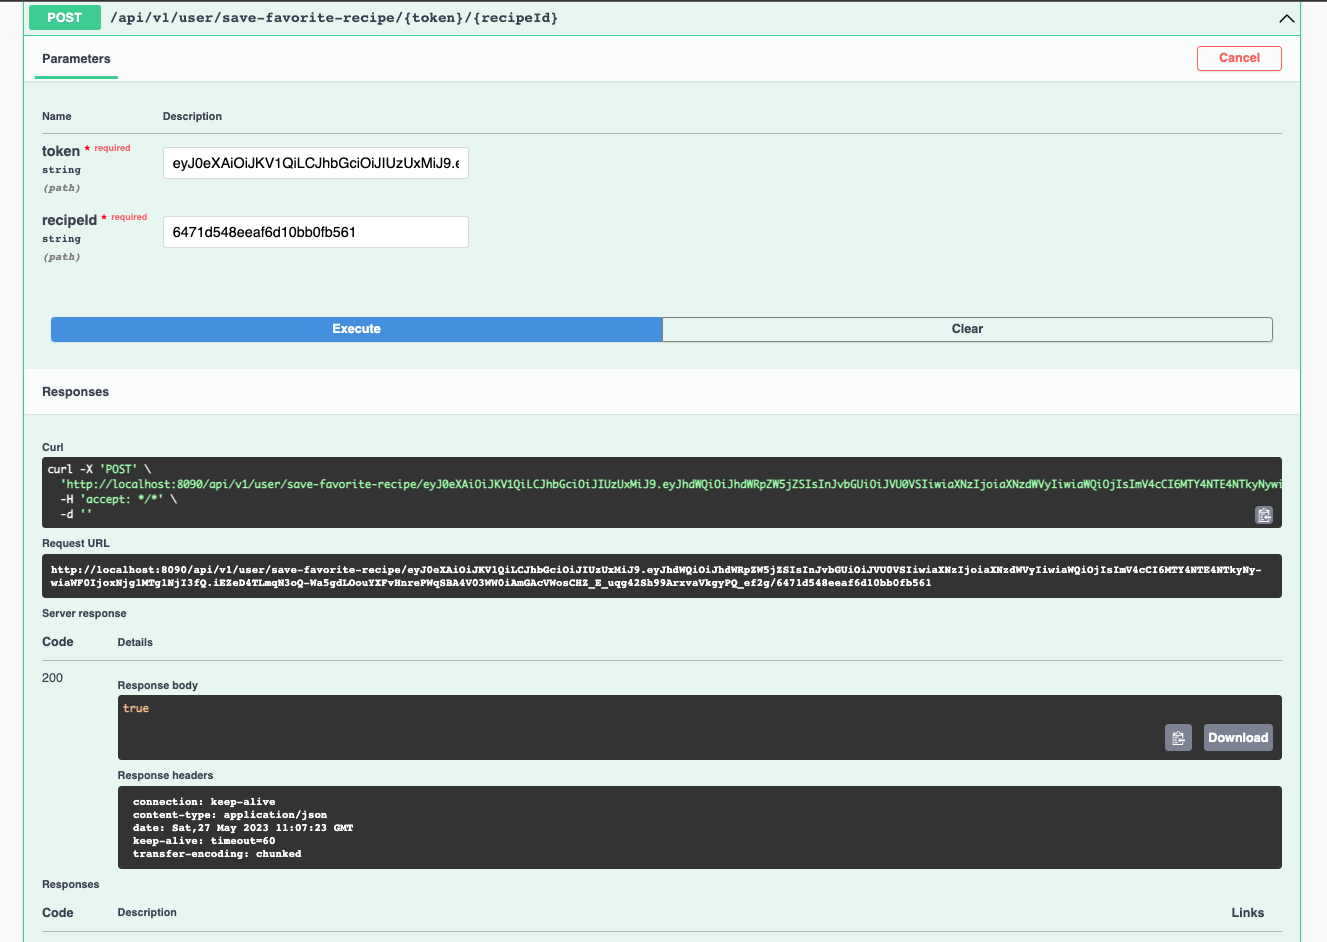 POST /api/v1/user/save-favorite-recipe/{token}/{recipeId}
Parameters
Cancel
Name Description
token * required
string
(path)
eyJ0eXAiOiJKV1QiLCJhbGciOiJIUzUxMiJ9.e
recipeId * required
string
(path)
6471d548eeaf6d10bb0fb561
Execute Clear
Responses
Curl
curl -X 'POST' \
'http://localhost:8090/api/v1/user/save-favorite-recipe/eyJ0eXAiOiJKV1QiLCJhbGciOiJIUzUxMiJ9.eyJhdWQiOiJhdWRpZW5jZSIsInJvbGUiOiJVU0VSIiwiaXNzIjoiaXNzdWVyIiwiaWQiOjIsImV4cCI6MTY4NTE4NTkyNywi
-H 'accept: */*' \
-d ''
Request URL
http://localhost:8090/api/v1/user/save-favorite-recipe/eyJ0eXAiOiJKV1QiLCJhbGciOiJIUzUxMiJ9.eyJhdWQiOiJhdWRpZW5jZSIsInJvbGUiOiJVU0VSIiwiaXNzIjoiaXNzdWVyIiwiaWQiOjIsImV4cCI6MTY4NTE4NTkyNy-
wiaWF0IjoxNjg1MTg1NjI3fQ.iEZeD4TLmqN3oQ-Wa5gdLOouYXFvHnrePWqSBA4V03WW0iAmGAcVWosCHZ_E_uqg42Sh99ArxvaVkgyPQ_ef2g/6471d548eeaf6d10bb0fb561
Server response
Code Details
200
Response body
true
Download
Response headers
connection: keep-alive
content-type: application/json
date: Sat,27 May 2023 11:07:23 GMT
keep-alive: timeout=60
transfer-encoding: chunked
Responses
Code Description Links